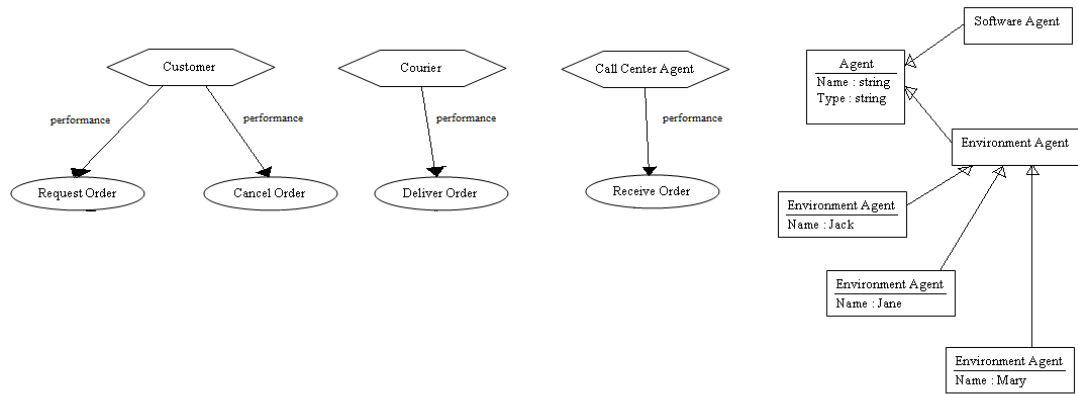 Customer
performance
performance
Request Order
Cancel Order
Courier
performance
Deliver Order
Call Center Agent
performance
Receive Order
Software Agent
Agent
Name : string
Type : string
Environment Agent
Environment Agent
Name : Jack
Environment Agent
Name : Jane
Environment Agent
Name : Mary